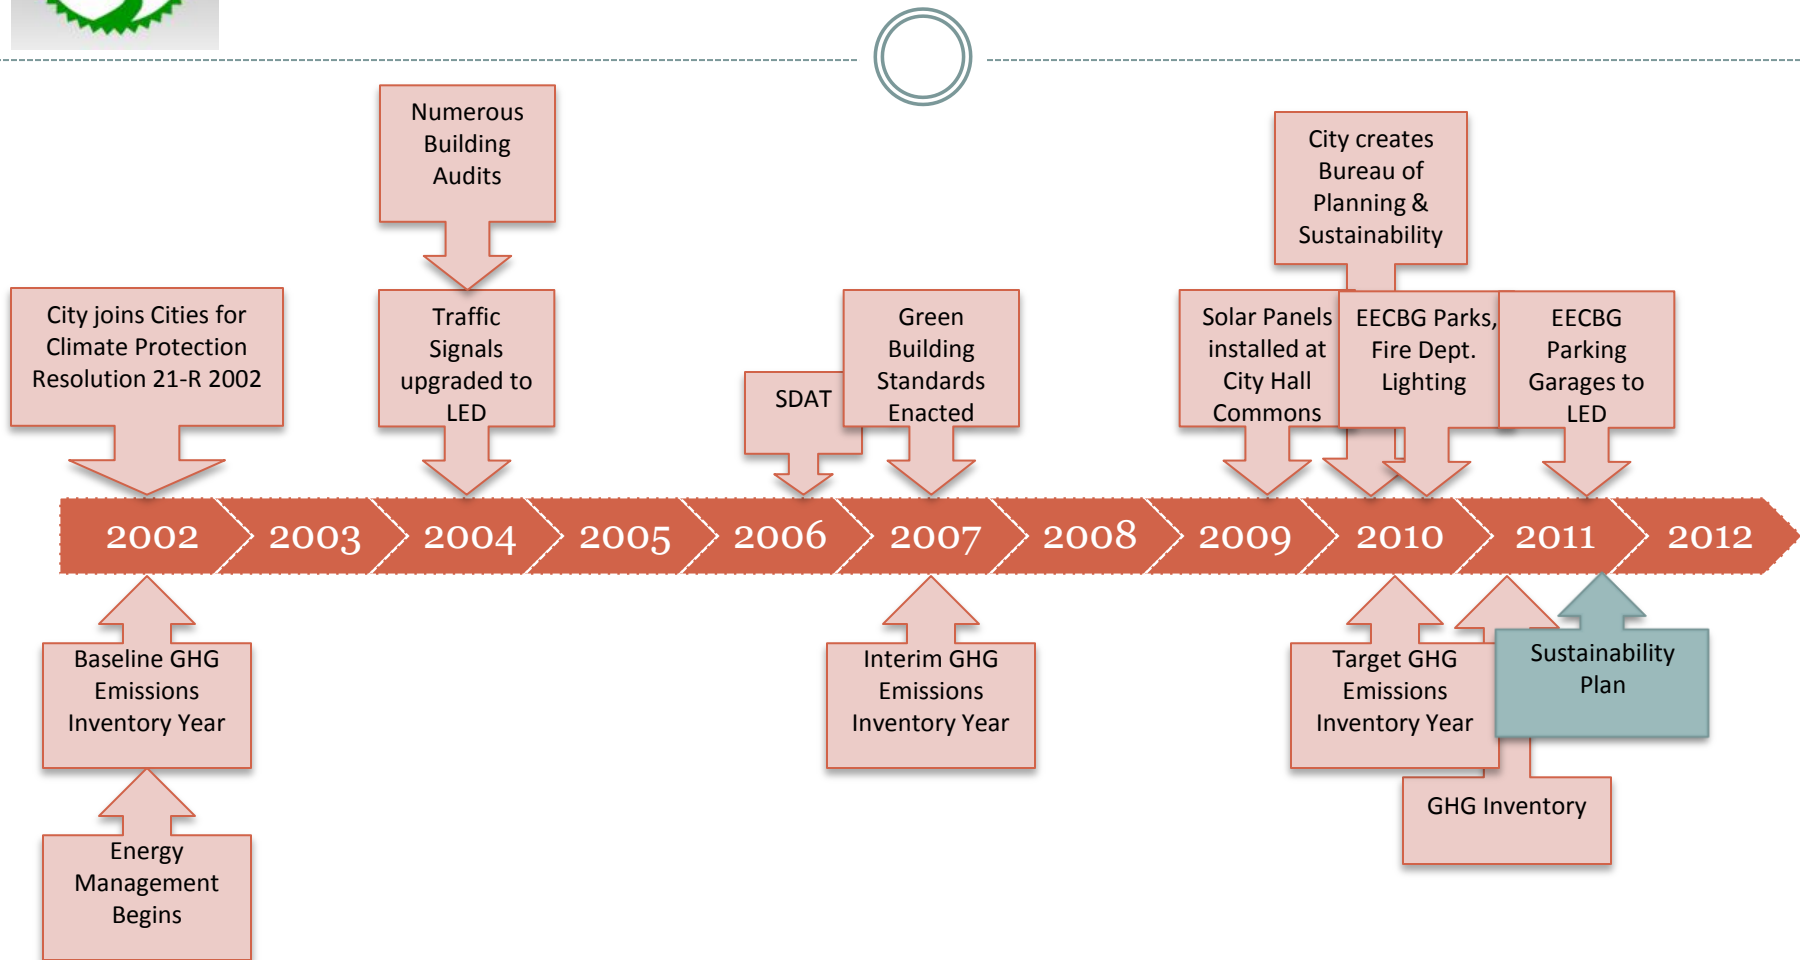 Numerous
Building
Audits
City creates
Bureau of
Planning &
Sustainability
City joins Cities for
Climate Protection
Resolution 21-R 2002
Traffic
Signals
upgraded to
LED
SDAT
Green
Building
Standards
Enacted
Solar Panels
installed at
City Hall
Commons
EECBG Parks,
Fire Dept.
Lighting
EECBG
Parking
Garages to
LED
2002 2003 2004 2005 2006 2007 2008 2009 2010 2011 2012
Baseline GHG
Emissions
Inventory Year
Interim GHG
Emissions
Inventory Year
Target GHG
Emissions
Inventory Year
Sustainability
Plan
GHG Inventory
Energy
Management
Begins